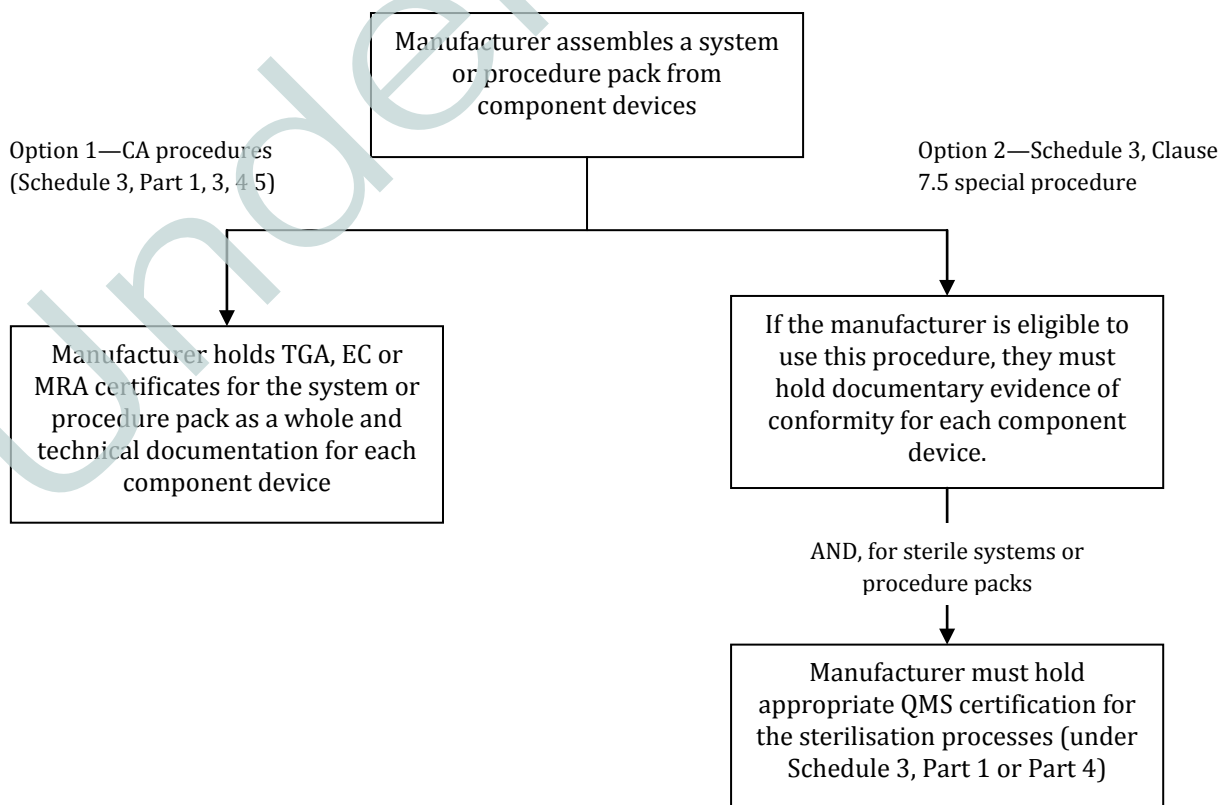 Manufacturer assembles a system
or procedure pack from
component devices
Option 1—CA procedures
(Schedule 3, Part 1, 3, 4 5)
Option 2—Schedule 3, Clause
7.5 special procedure
Manufacturer holds TGA, EC or
MRA certificates for the system or
procedure pack as a whole and
technical documentation for each
component device
If the manufacturer is eligible to
use this procedure, they must
hold documentary evidence of
conformity for each component
device.
AND, for sterile systems or
procedure packs
Manufacturer must hold
appropriate QMS certification for
the sterilisation processes (under
Schedule 3, Part 1 or Part 4)
Unde